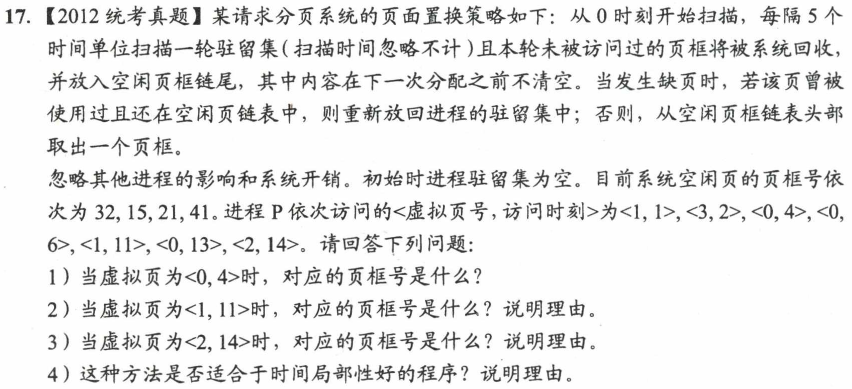 17.【2012 统考真题】某请求分页系统的页面置换策略如下：从 0 时刻开始扫描，每隔 5 个
时间单位扫描一轮驻留集(扫描时间忽略不计)且本轮未被访问过的页框将被系统回收，
并放入空闲页框链尾，其中内容在下一次分配之前不清空。当发生缺页时，若该页曾被
使用过且还在空闲页链表中，则重新放回进程的驻留集中；否则，从空闲页框链表头部
取出一个页框。
忽略其他进程的影响和系统开销。初始时进程驻留集为空。目前系统空闲页的页框号依
次为 32, 15, 21, 41。进程 P 依次访问的<虚拟页号，访问时刻>为<1, 1>, <3, 2>, <0, 4>, <0,
6>, <1, 11>, <0, 13>, <2, 14>。请回答下列问题：
1）当虚拟页为<0, 4>时，对应的页框号是什么？
2）当虚拟页为<1, 11>时，对应的页框号是什么？说明理由。
3）当虚拟页为<2, 14>时，对应的页框号是什么？说明理由。
4）这种方法是否适合于时间局部性好的程序？说明理由。